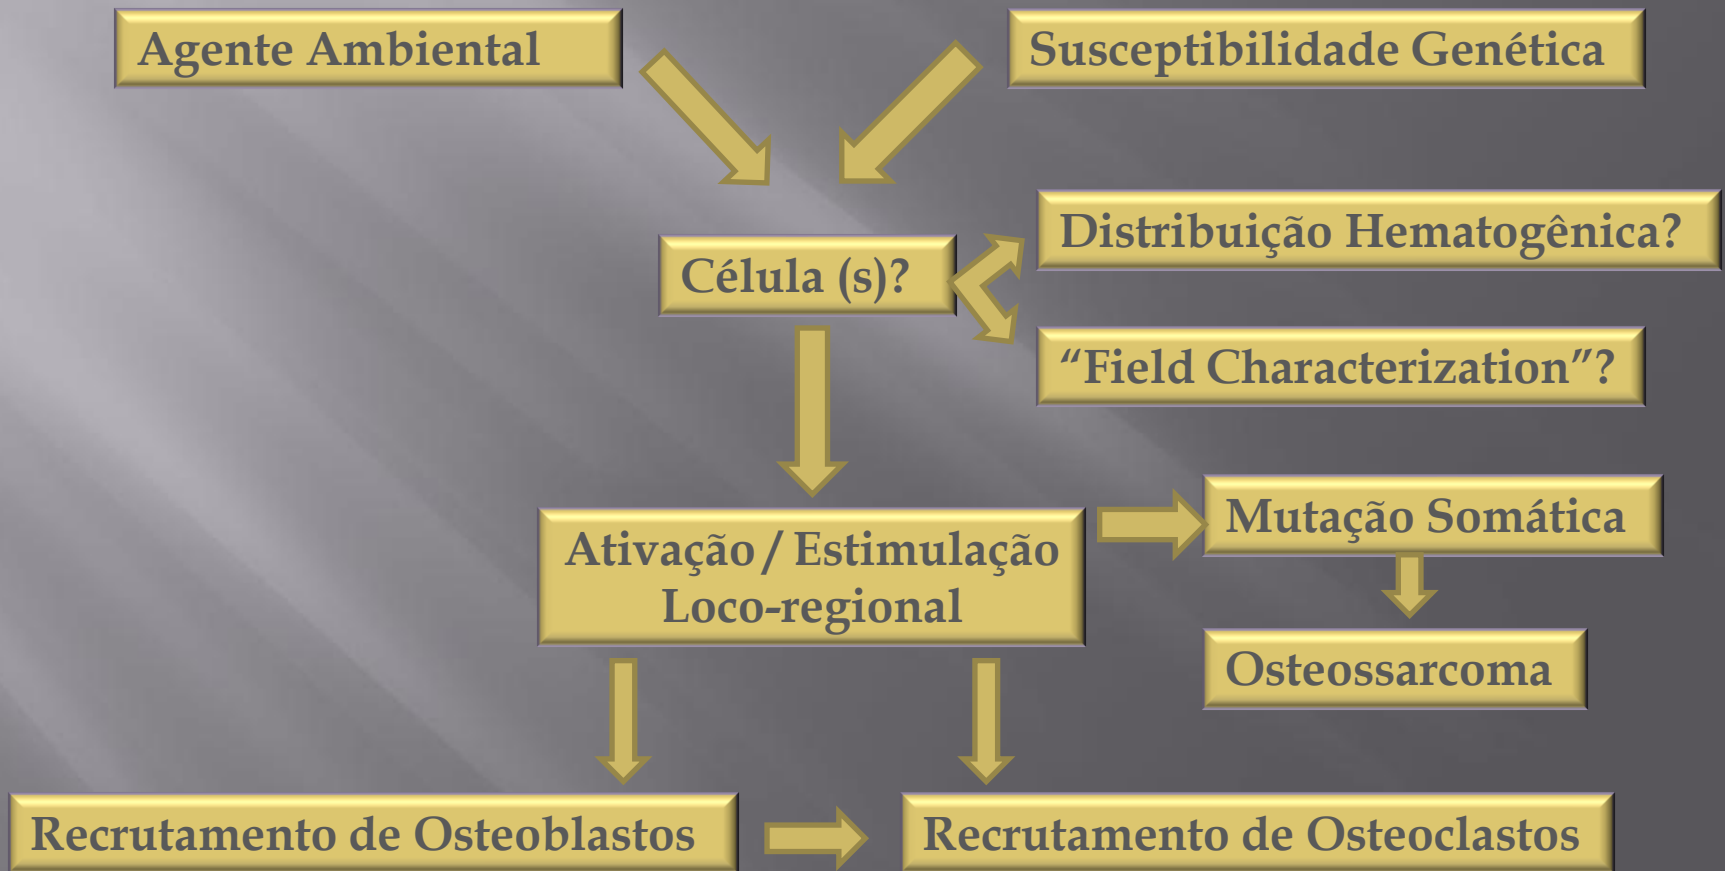 Agente Ambiental
Susceptibilidade Genética
Distribuição Hematogênica?
Célula (s)?
“Field Characterization”?
Mutação Somática
Ativação / Estimulação
Loco-regional
Osteossarcoma
Recrutamento de Osteoblastos
Recrutamento de Osteoclastos